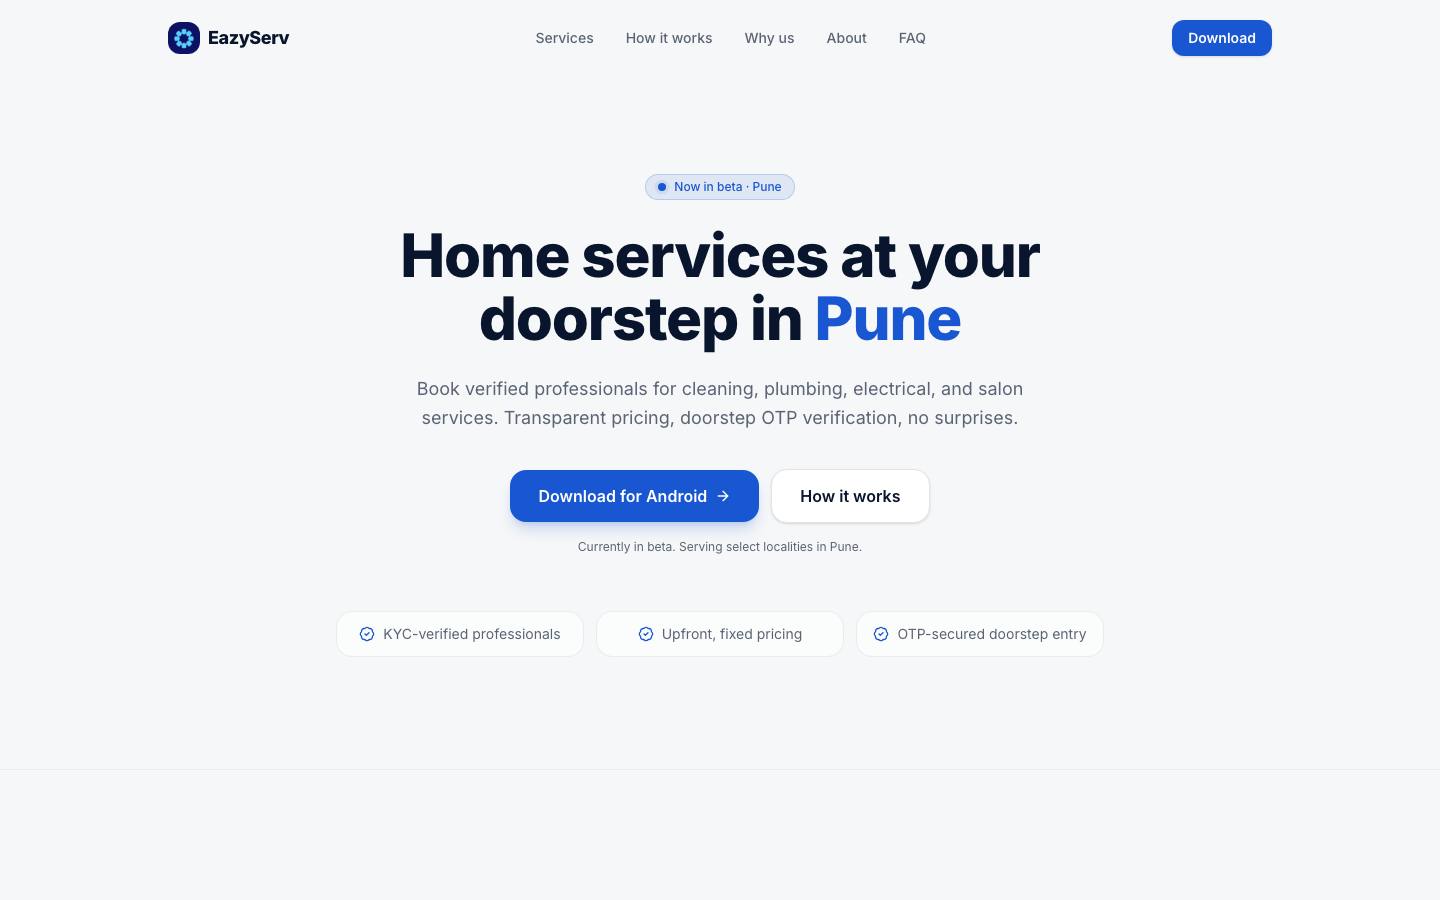 EazyServ
Services
How it works
Why us
About
FAQ
Download
Now in beta · Pune
Home services at your
doorstep in Pune
Book verified professionals for cleaning, plumbing, electrical, and salon
services. Transparent pricing, doorstep OTP verification, no surprises.
Download for Android →
How it works
Currently in beta. Serving select localities in Pune.
KYC-verified professionals
Upfront, fixed pricing
OTP-secured doorstep entry